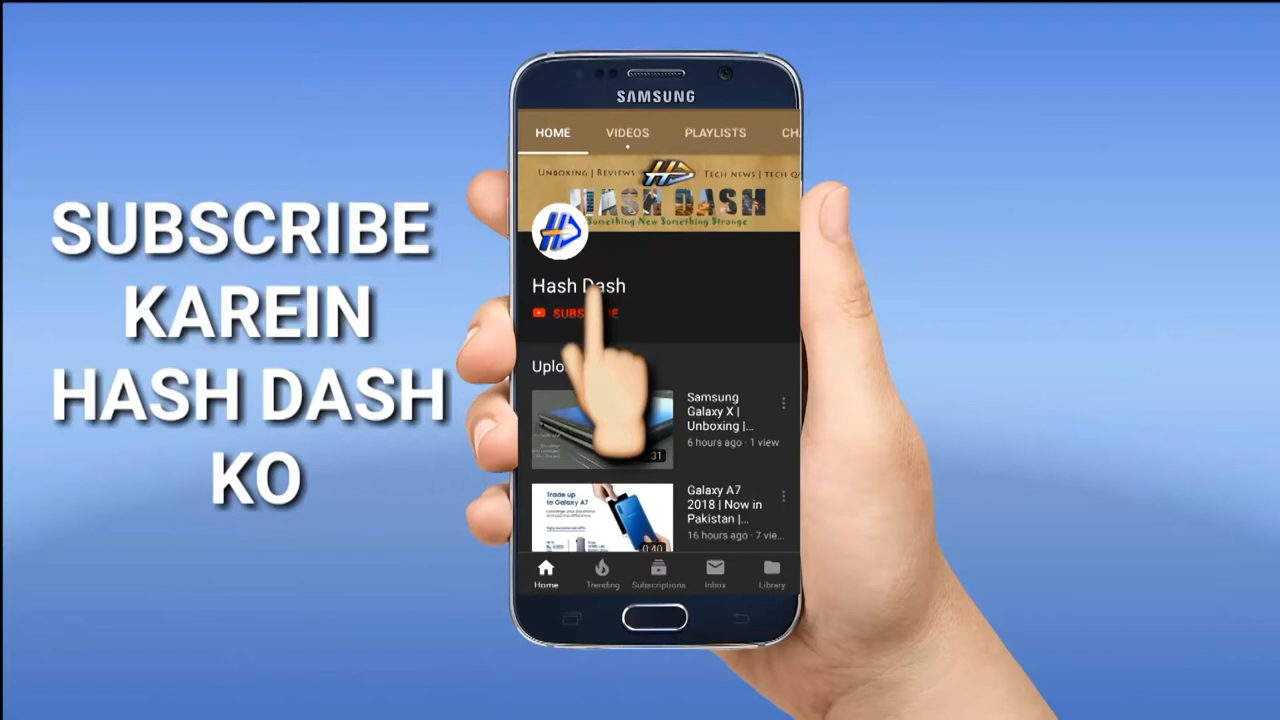 SUBSCRIBE
KAREIN
HASH DASH
KO
SAMSUNG
HOME VIDEOS PLAYLISTS
UNBOXING | REVIEWS TECH NEWS | TECH
HASH DASH
Something New Something Strange
Hash Dash
Samsung
Galaxy X |
Unboxing |...
6 hours ago · 1 view
Trade up
to Galaxy A7
0:40
Galaxy A7
2018 | Now in
Pakistan |...
16 hours ago · 7 vie...
Home Trending Subscriptions Inbox Library